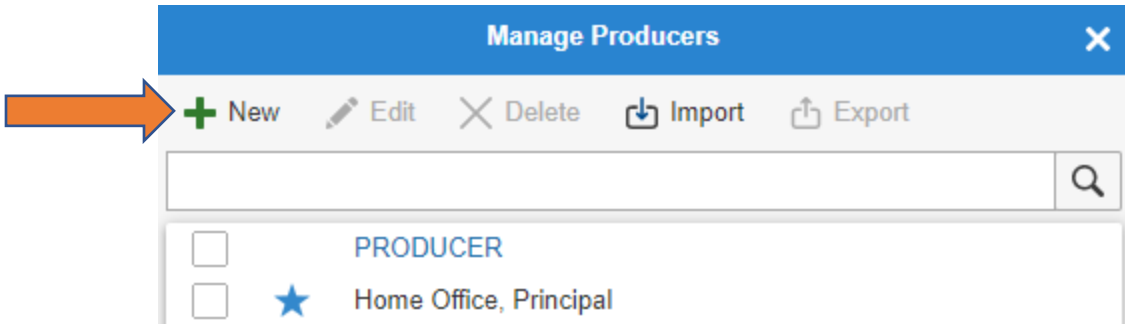 Manage Producers
New Edit Delete Import Export
PRODUCER
Home Office, Principal